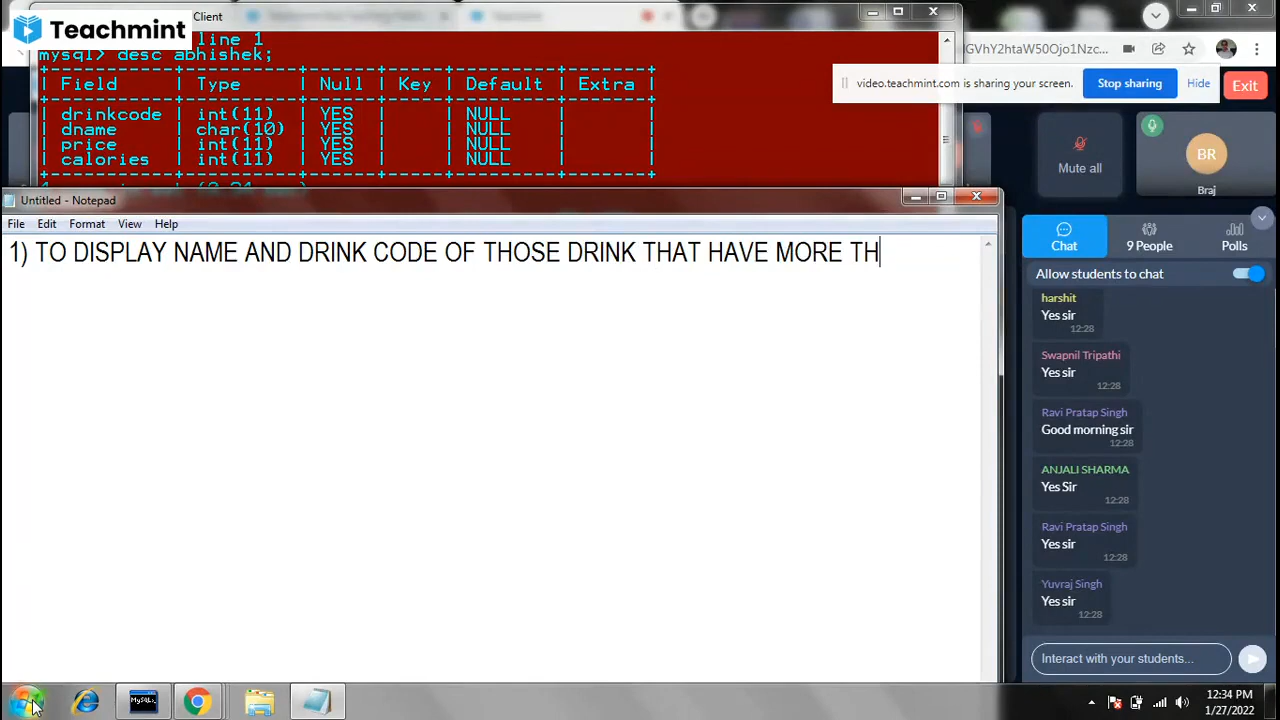 Teachmint
Client
line 1
mysql> desc abhishek;
| Field | Type | Null | Key | Default | Extra |
| drinkcode | int(11) | YES | | NULL | |
| dname | char(10) | YES | | NULL | |
| price | int(11) | YES | | NULL | |
| calories | int(11) | YES | | NULL | |
GVhY2htaW50Ojo1Nzc...
video.teachmint.com is sharing your screen.
Stop sharing
Hide
Exit
Mute all
BR
Braj
Untitled - Notepad
File Edit Format View Help
1) TO DISPLAY NAME AND DRINK CODE OF THOSE DRINK THAT HAVE MORE TH
Chat
9 People
Polls
Allow students to chat
harshit
Yes sir
12:28
Swapnil Tripathi
Yes sir
12:28
Ravi Pratap Singh
Good morning sir
12:28
ANJALI SHARMA
Yes Sir
12:28
Ravi Pratap Singh
Yes sir
12:28
Yuvraj Singh
Yes sir
12:28
Interact with your students...
12:34 PM
1/27/2022